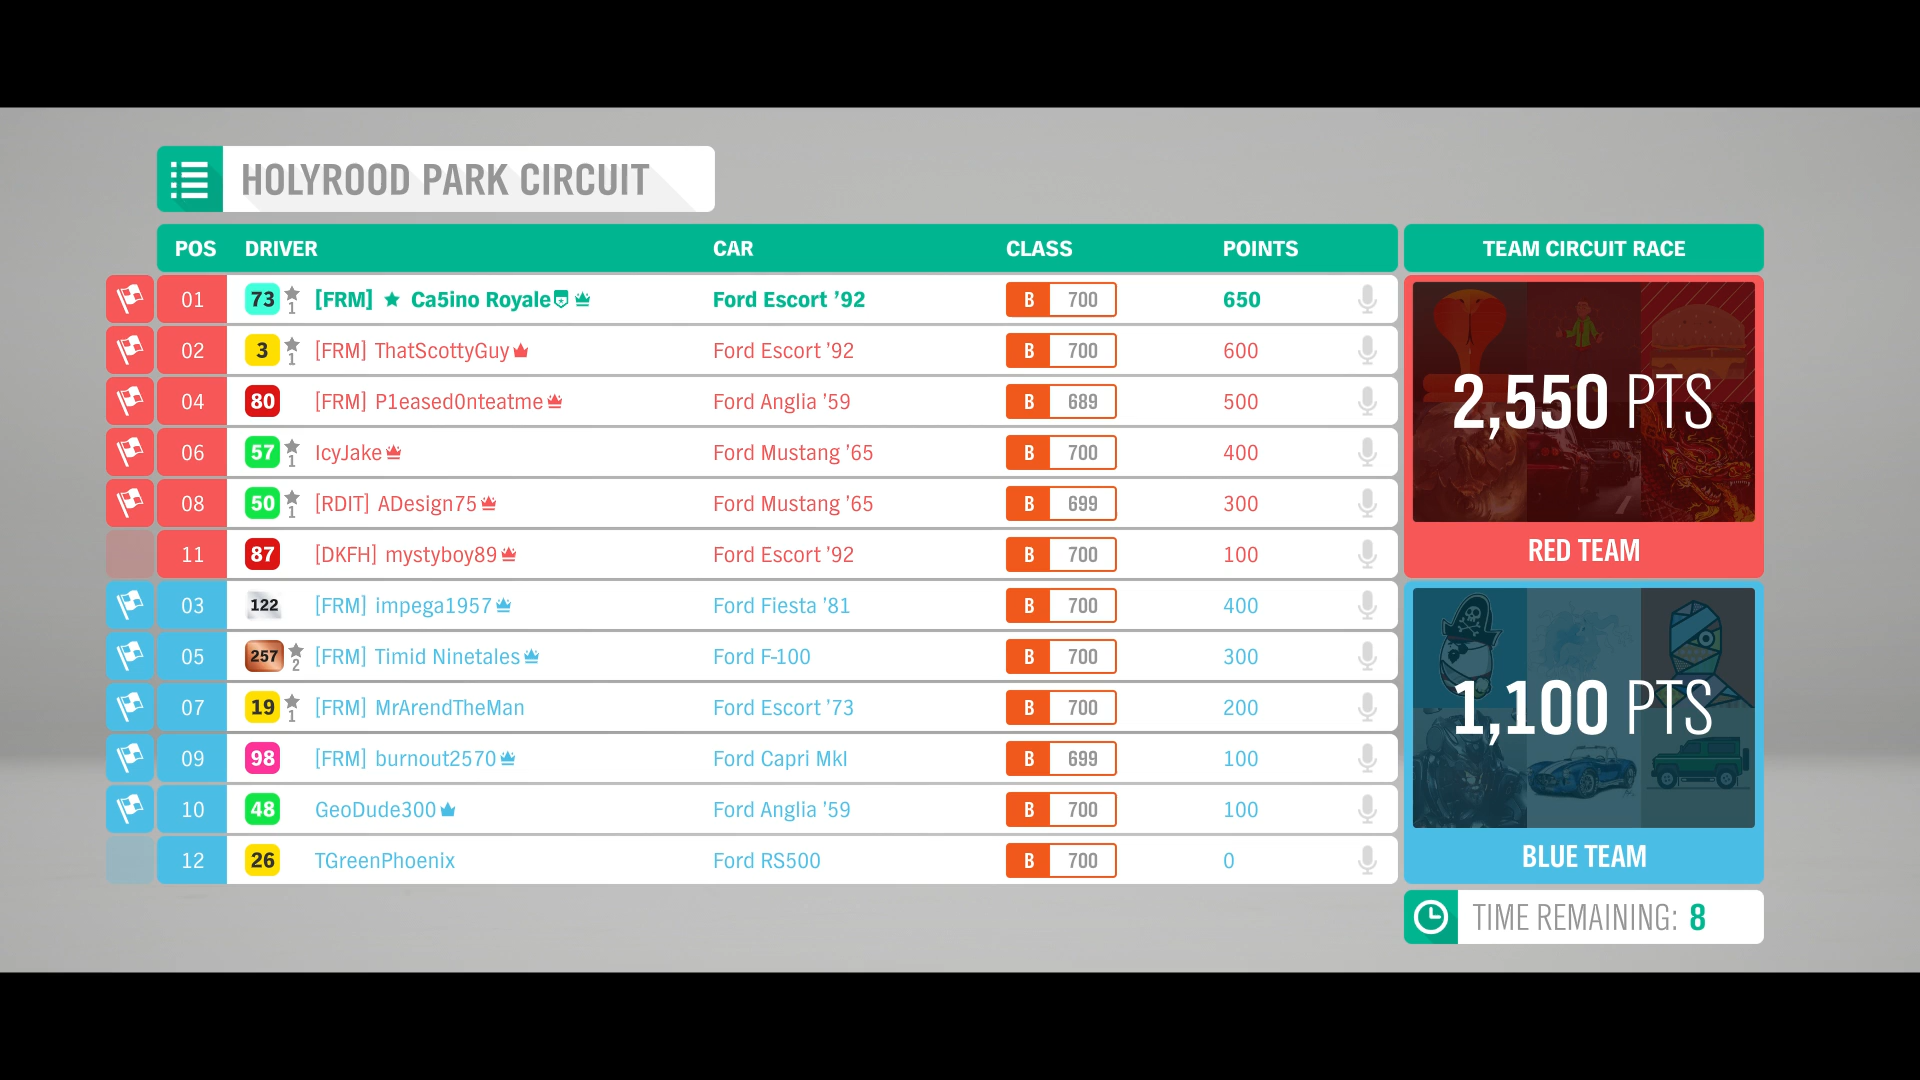 HOLYROOD PARK CIRCUIT
POS DRIVER CAR CLASS POINTS TEAM CIRCUIT RACE
01 73 1 [FRM] ★ Ca5ino Royale Ford Escort ’92 B 700 650
02 3 1 [FRM] ThatScottyGuy Ford Escort ’92 B 700 600
04 80 [FRM] P1eased0nteatme Ford Anglia ’59 B 689 500
06 57 1 IcyJake Ford Mustang ’65 B 700 400
08 50 1 [RDIT] ADesign75 Ford Mustang ’65 B 699 300
11 87 [DKFH] mystyboy89 Ford Escort ’92 B 700 100
2,550 PTS
RED TEAM
03 122 [FRM] impega1957 Ford Fiesta ’81 B 700 400
05 257 2 [FRM] Timid Ninetales Ford F-100 B 700 300
07 19 1 [FRM] MrArendTheMan Ford Escort ’73 B 700 200
09 98 [FRM] burnout2570 Ford Capri MkI B 699 100
10 48 GeoDude300 Ford Anglia ’59 B 700 100
12 26 TGreenPhoenix Ford RS500 B 700 0
1,100 PTS
BLUE TEAM
TIME REMAINING: 8